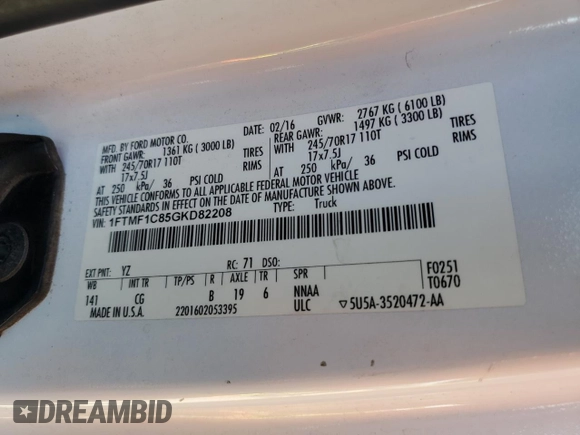 MFD. BY FORD MOTOR CO. 02/16 GVWR: 2767 KG ( 6100 LB)
FRONT GAWR: 1361 KG ( 3000 LB) REAR GAWR: 1497 KG ( 3300 LB)
WITH 245/70R17 110T TIRES WITH 245/70R17 110T TIRES
17x7.5J RIMS 17x7.5J RIMS
AT 250 kPa/ 36 PSI COLD AT 250 kPa/ 36 PSI COLD
THIS VEHICLE CONFORMS TO ALL APPLICABLE FEDERAL MOTOR VEHICLE
SAFETY STANDARDS IN EFFECT ON THE DATE OF MANUFACTURE SHOWN ABOVE.
VIN: 1FTMF1C85GKD82208 TYPE: Truck
EXT PNT: YZ RC: 71 DSO: F0251
WB INT TR TP/PS R AXLE TR SPR T0670
141 CG B 19 6 NNAA
MADE IN U.S.A. 2201602053395 ULC ▽5U5A-3520472-AA
DREAMBID